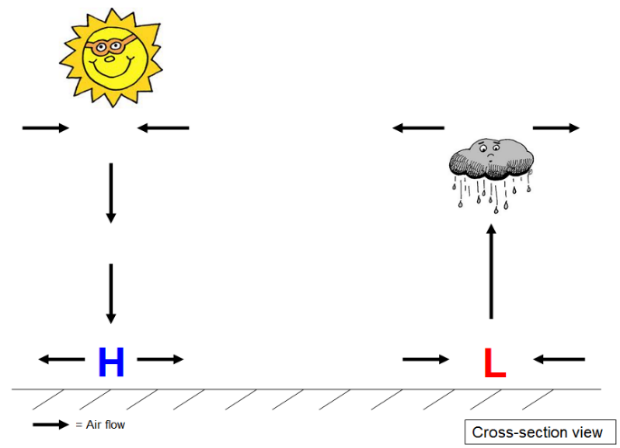 H
L
= Air flow
Cross-section view